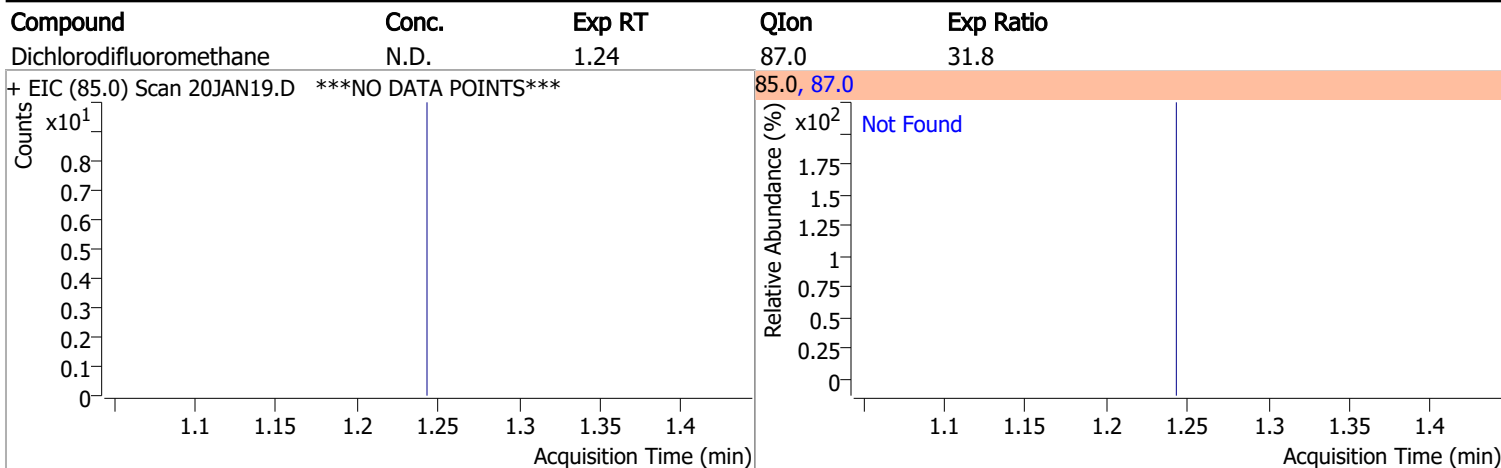 Compound Conc. Exp RT QIon Exp Ratio
Dichlorodifluoromethane N.D. 1.24 87.0 31.8
+ EIC (85.0) Scan 20JAN19.D ***NO DATA POINTS***
Counts
x10¹
0.8
0.7
0.6
0.5
0.4
0.3
0.2
0.1
0
1.1 1.15 1.2 1.25 1.3 1.35 1.4
Acquisition Time (min)
85.0, 87.0
Relative Abundance (%)
x10²
Not Found
1.75
1.5
1.25
1
0.75
0.5
0.25
0
1.1 1.15 1.2 1.25 1.3 1.35 1.4
Acquisition Time (min)